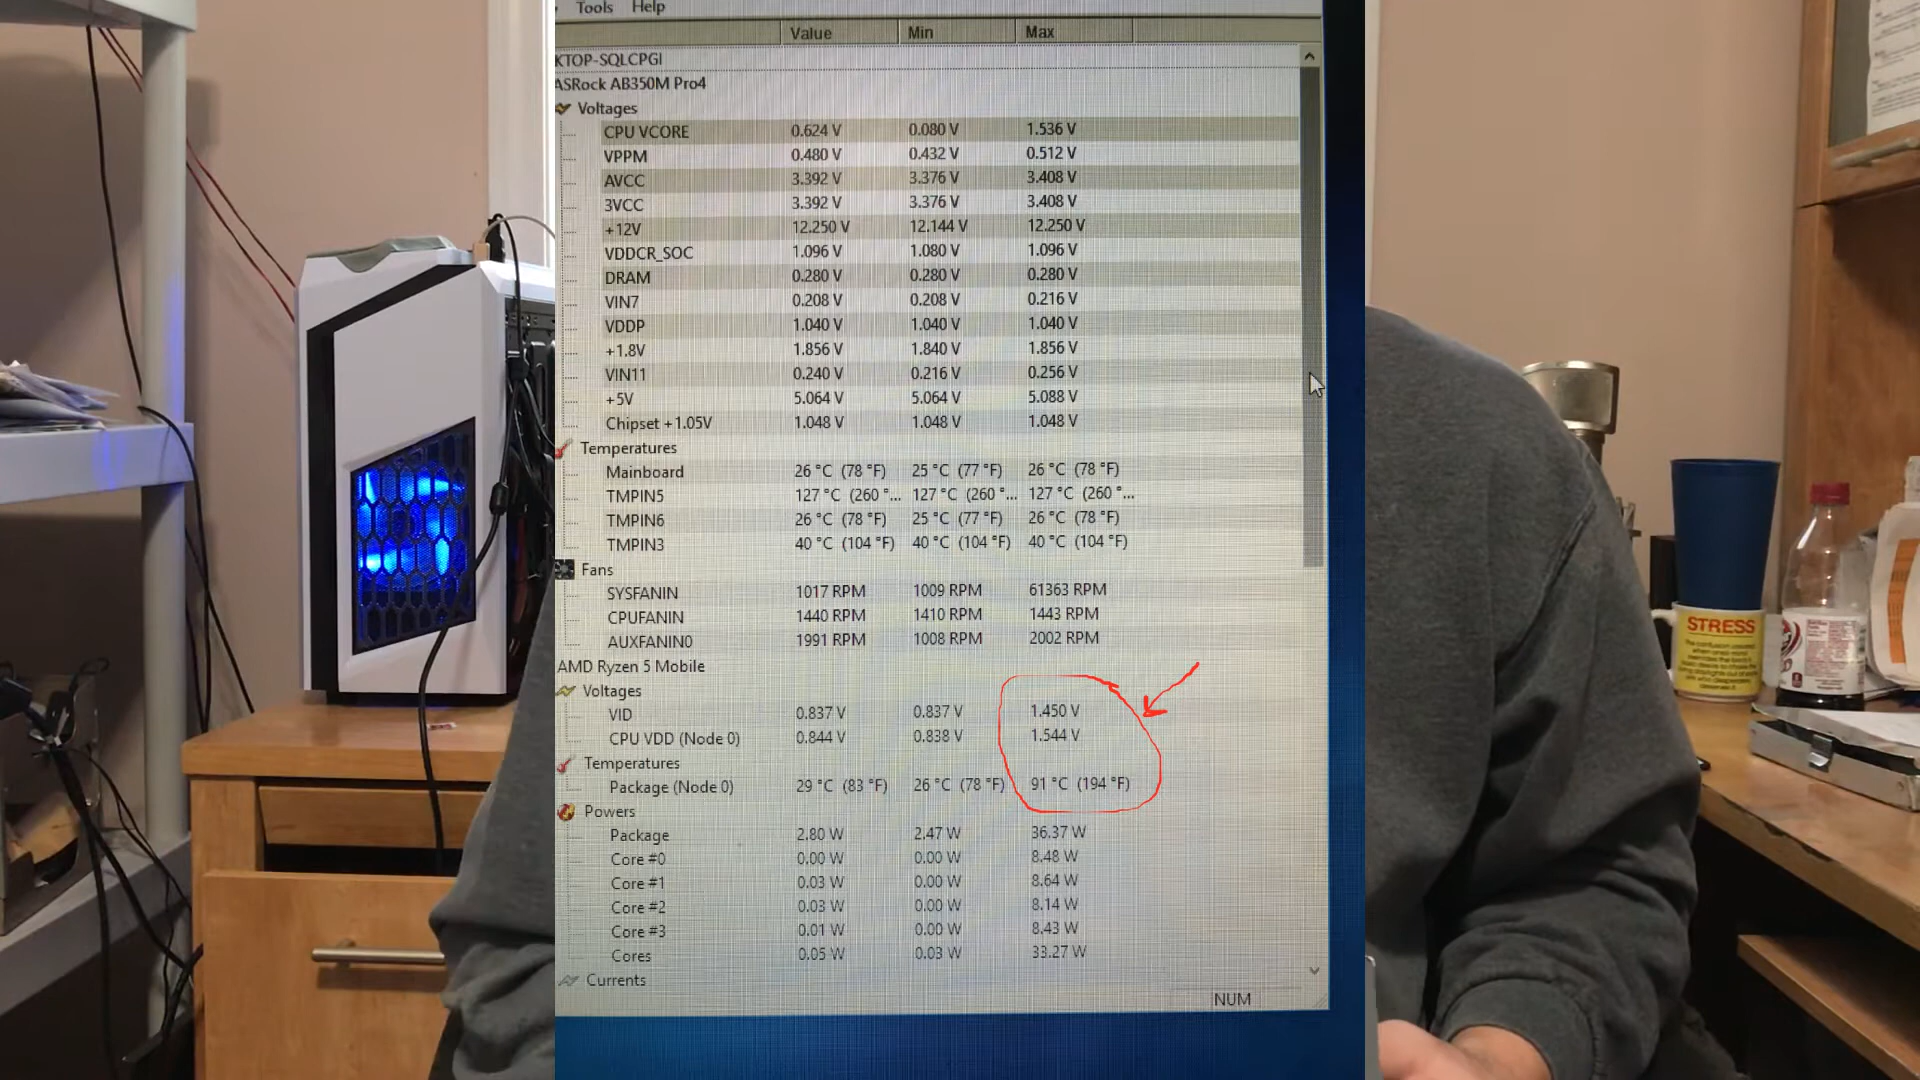 Tools Help
Value Min Max
KTOP-SQLCPGI
ASRock AB350M Pro4
Voltages
CPU VCORE 0.624 V 0.080 V 1.536 V
VPPM 0.480 V 0.432 V 0.512 V
AVCC 3.392 V 3.376 V 3.408 V
3VCC 3.392 V 3.376 V 3.408 V
+12V 12.250 V 12.144 V 12.250 V
VDDCR_SOC 1.096 V 1.080 V 1.096 V
DRAM 0.280 V 0.280 V 0.280 V
VIN7 0.208 V 0.208 V 0.216 V
VDDP 1.040 V 1.040 V 1.040 V
+1.8V 1.856 V 1.840 V 1.856 V
VIN11 0.240 V 0.216 V 0.256 V
+5V 5.064 V 5.064 V 5.088 V
Chipset +1.05V 1.048 V 1.048 V 1.048 V
Temperatures
Mainboard 26 °C (78 °F) 25 °C (77 °F) 26 °C (78 °F)
TMPIN5 127 °C (260 °... 127 °C (260 °... 127 °C (260 °...
TMPIN6 26 °C (78 °F) 25 °C (77 °F) 26 °C (78 °F)
TMPIN3 40 °C (104 °F) 40 °C (104 °F) 40 °C (104 °F)
Fans
SYSFANIN 1017 RPM 1009 RPM 61363 RPM
CPUFANIN 1440 RPM 1410 RPM 1443 RPM
AUXFANIN0 1991 RPM 1008 RPM 2002 RPM
AMD Ryzen 5 Mobile
Voltages
VID 0.837 V 0.837 V 1.450 V
CPU VDD (Node 0) 0.844 V 0.838 V 1.544 V
Temperatures
Package (Node 0) 29 °C (83 °F) 26 °C (78 °F) 91 °C (194 °F)
Powers
Package 2.80 W 2.47 W 36.37 W
Core #0 0.00 W 0.00 W 8.48 W
Core #1 0.03 W 0.00 W 8.64 W
Core #2 0.03 W 0.00 W 8.14 W
Core #3 0.01 W 0.00 W 8.43 W
Cores 0.05 W 0.03 W 33.27 W
Currents
NUM
STRESS